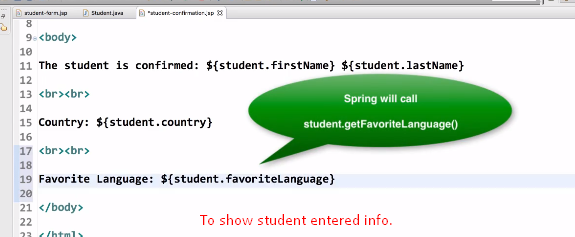 student-form.jsp Student.java *student-confirmation.jsp
8
9 <body>
10
11 The student is confirmed: ${student.firstName} ${student.lastName}
12
13 <br><br>
14
15 Country: ${student.country}
16
17 <br><br>
18
19 Favorite Language: ${student.favoriteLanguage}
20
21 </body>
22
23 </html>
Spring will call
student.getFavoriteLanguage()
To show student entered info.